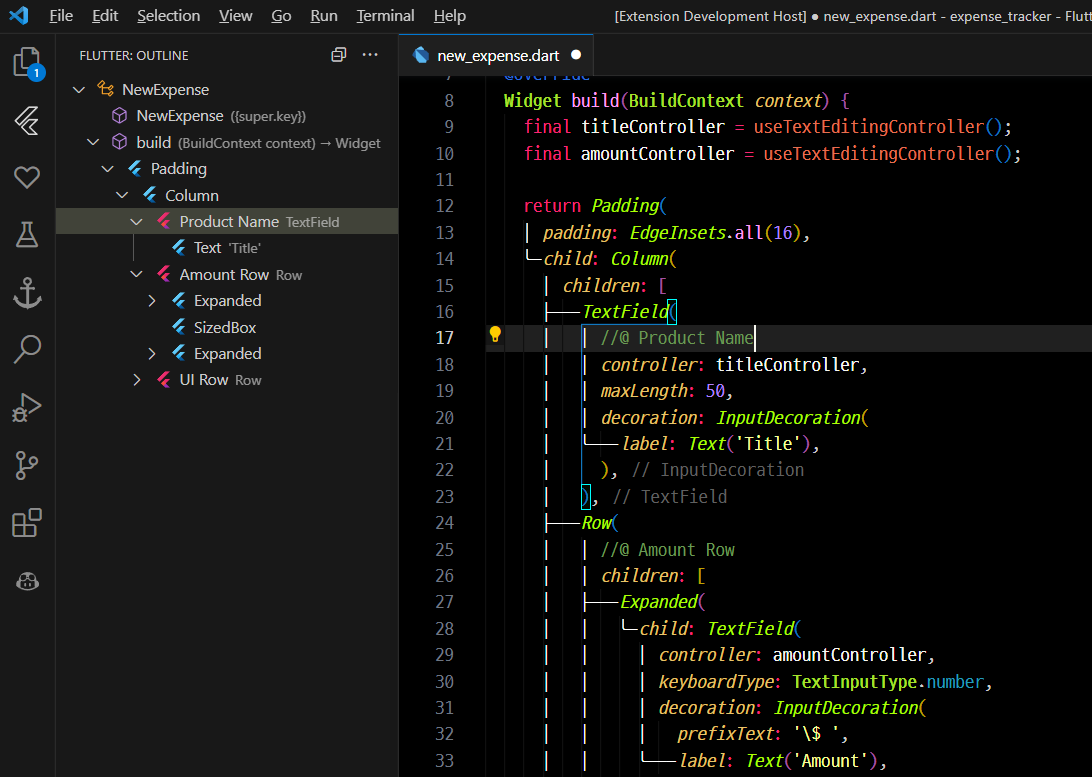 File Edit Selection View Go Run Terminal Help [Extension Development Host] ● new_expense.dart - expense_tracker - Flutt
1
FLUTTER: OUTLINE
NewExpense
NewExpense ({super.key})
build (BuildContext context) → Widget
Padding
Column
Product Name TextField
Text 'Title'
Amount Row Row
Expanded
SizedBox
Expanded
UI Row Row
new_expense.dart ●
7 @override
8 Widget build(BuildContext context) {
9 final titleController = useTextEditingController();
10 final amountController = useTextEditingController();
11
12 return Padding(
13 padding: EdgeInsets.all(16),
14 child: Column(
15 children: [
16 TextField(
17 //@ Product Name
18 controller: titleController,
19 maxLength: 50,
20 decoration: InputDecoration(
21 label: Text('Title'),
22 ), // InputDecoration
23 ), // TextField
24 Row(
25 //@ Amount Row
26 children: [
27 Expanded(
28 child: TextField(
29 controller: amountController,
30 keyboardType: TextInputType.number,
31 decoration: InputDecoration(
32 prefixText: '\$ ',
33 label: Text('Amount'),